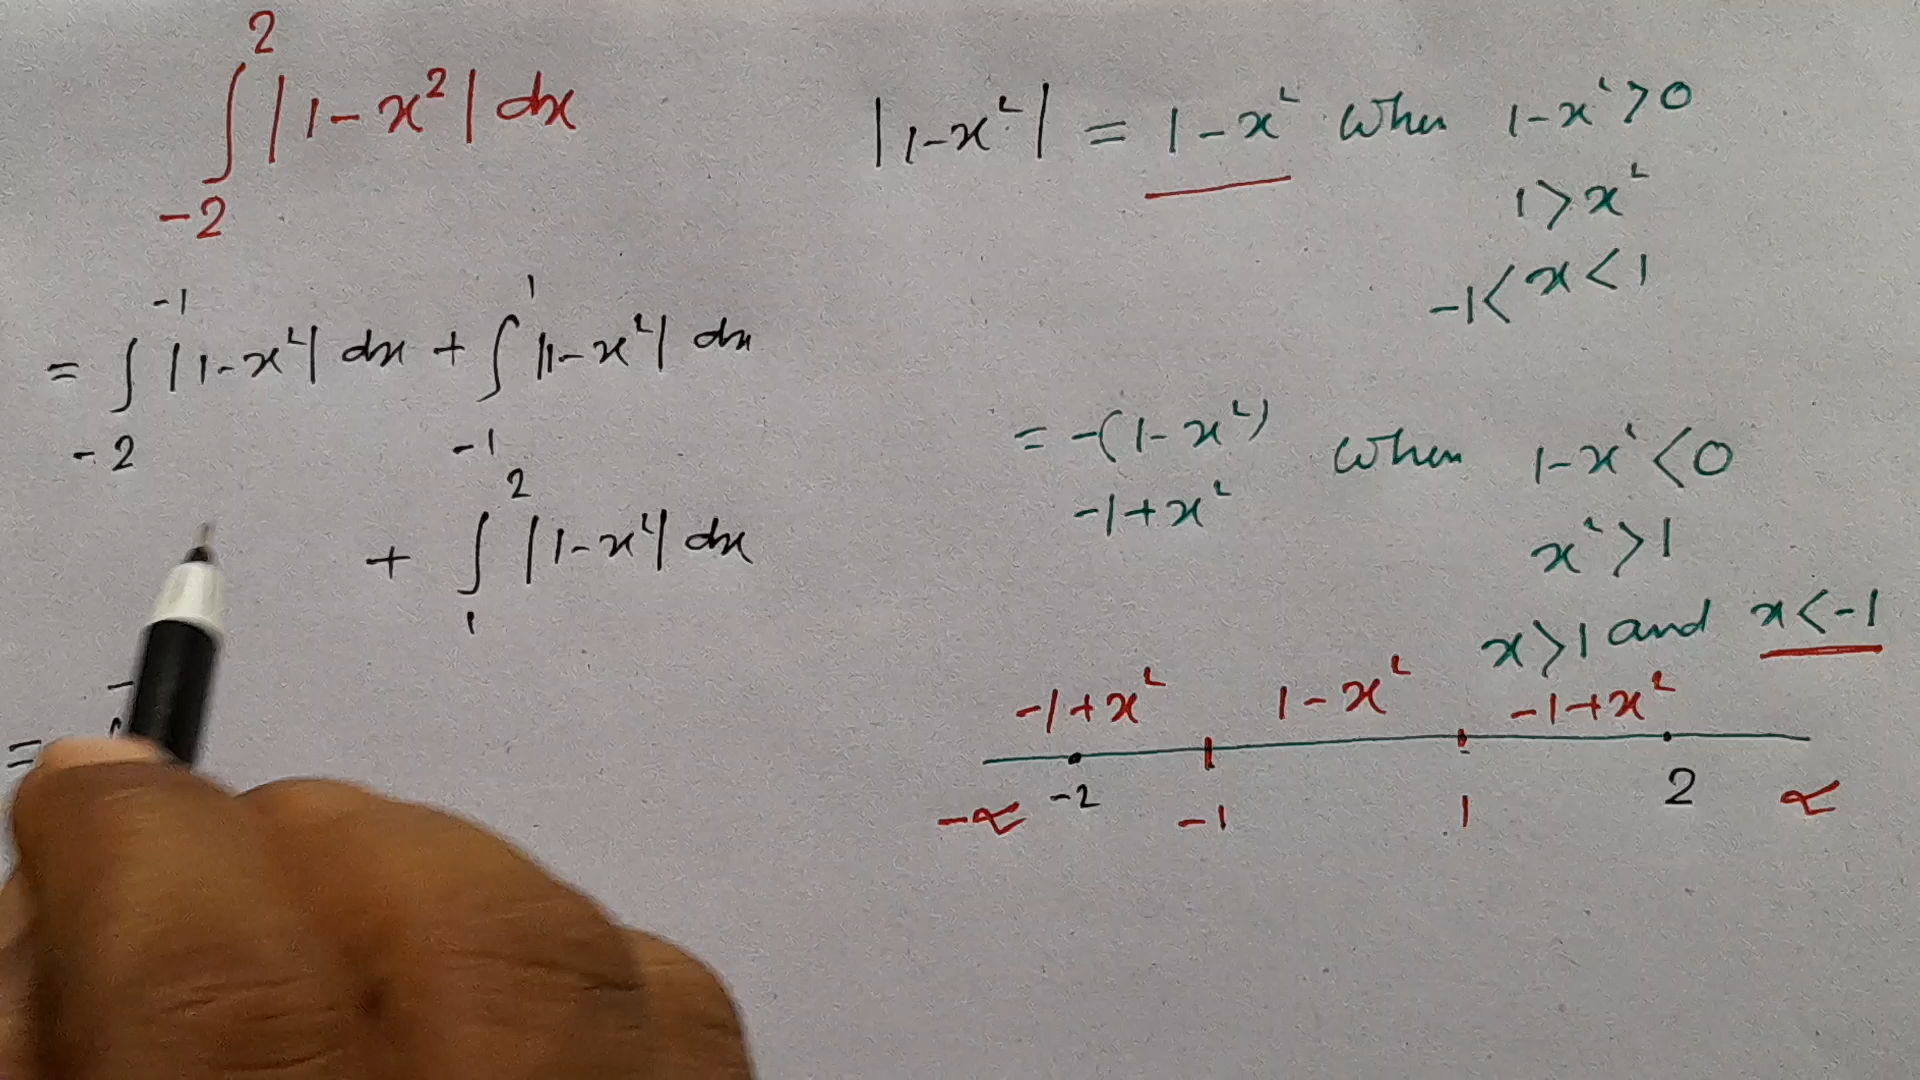 2
∫ |1-x²| dx
-2
= ∫ |1-x²| dx + ∫ |1-x²| dx
-1 1
-2 -1
2
+ ∫ |1-x²| dx
1
=
|1-x²| = 1-x² when 1-x²>0
1>x²
-1<x<1
= -(1-x²) when 1-x²<0
-1+x²
x²>1
x>1 and x<-1
-1+x² 1-x² -1+x²
-∝ -2 -1 1 2 ∝